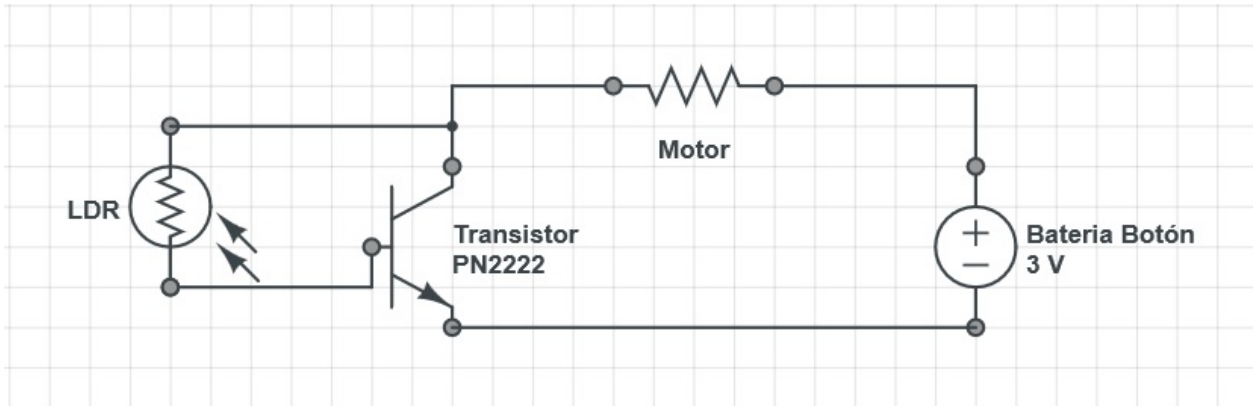 Motor
LDR
Transistor
PN2222
Bateria Botón
3 V